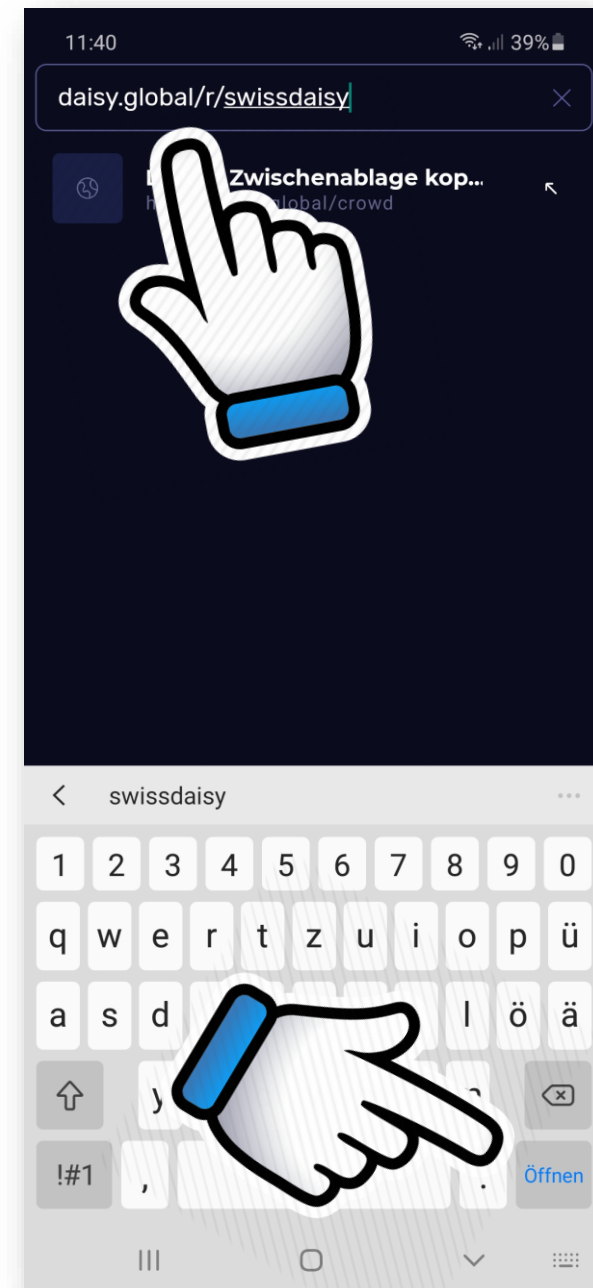 11:40 39%
daisy.global/r/swissdaisy
Zwischenablage kop...
global/crowd
swissdaisy
1 2 3 4 5 6 7 8 9 0
q w e r t z u i o p ü
a s d l ö ä
y
!#1 , . Öffnen